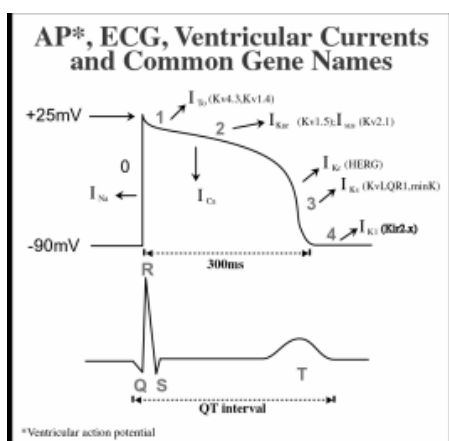 AP*, ECG, Ventricular Currents
and Common Gene Names
+25mV
1
I To (Kv4.3,Kv1.4)
2
I Kur (Kv1.5);I sus (Kv2.1)
0
I Na
I Ca
I Kr (HERG)
3
I Ks (KvLQR1,minK)
-90mV
4
I K1 (Kir2.x)
300ms
R
Q S
T
QT interval
*Ventricular action potential